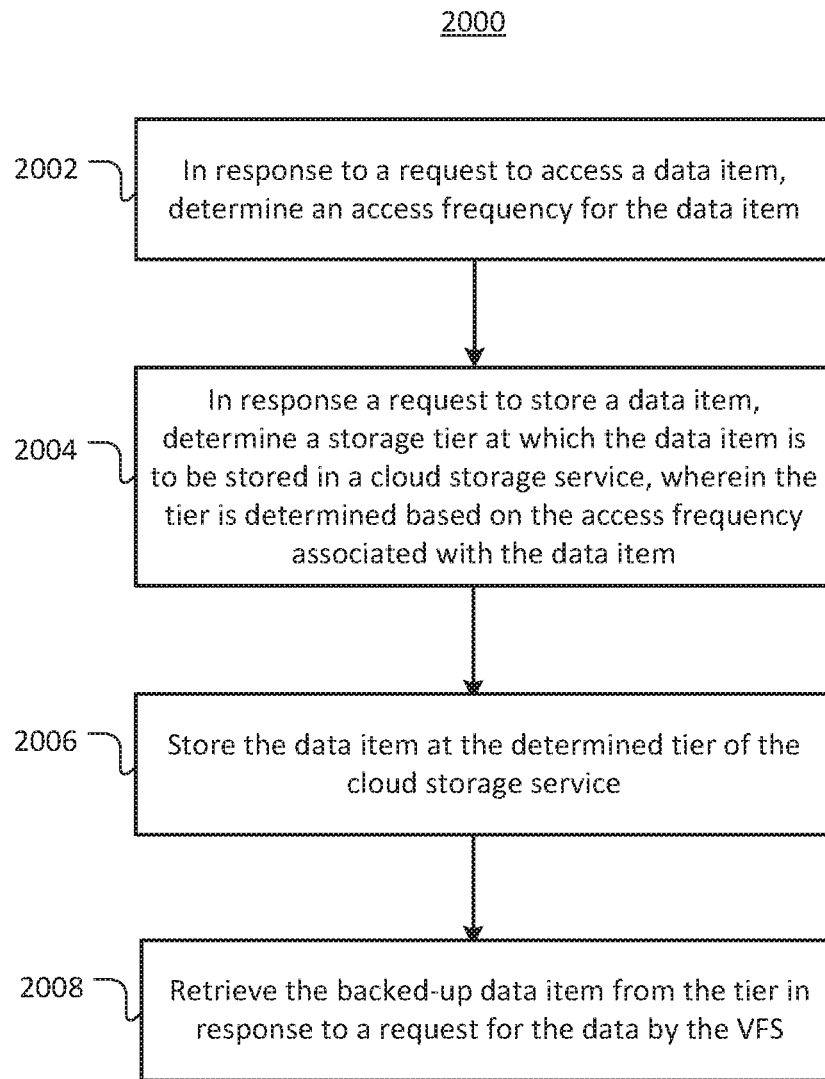 2000
2002
In response to a request to access a data item,
determine an access frequency for the data item
2004
In response a request to store a data item,
determine a storage tier at which the data item is
to be stored in a cloud storage service, wherein the
tier is determined based on the access frequency
associated with the data item
2006
Store the data item at the determined tier of the
cloud storage service
2008
Retrieve the backed-up data item from the tier in
response to a request for the data by the VFS